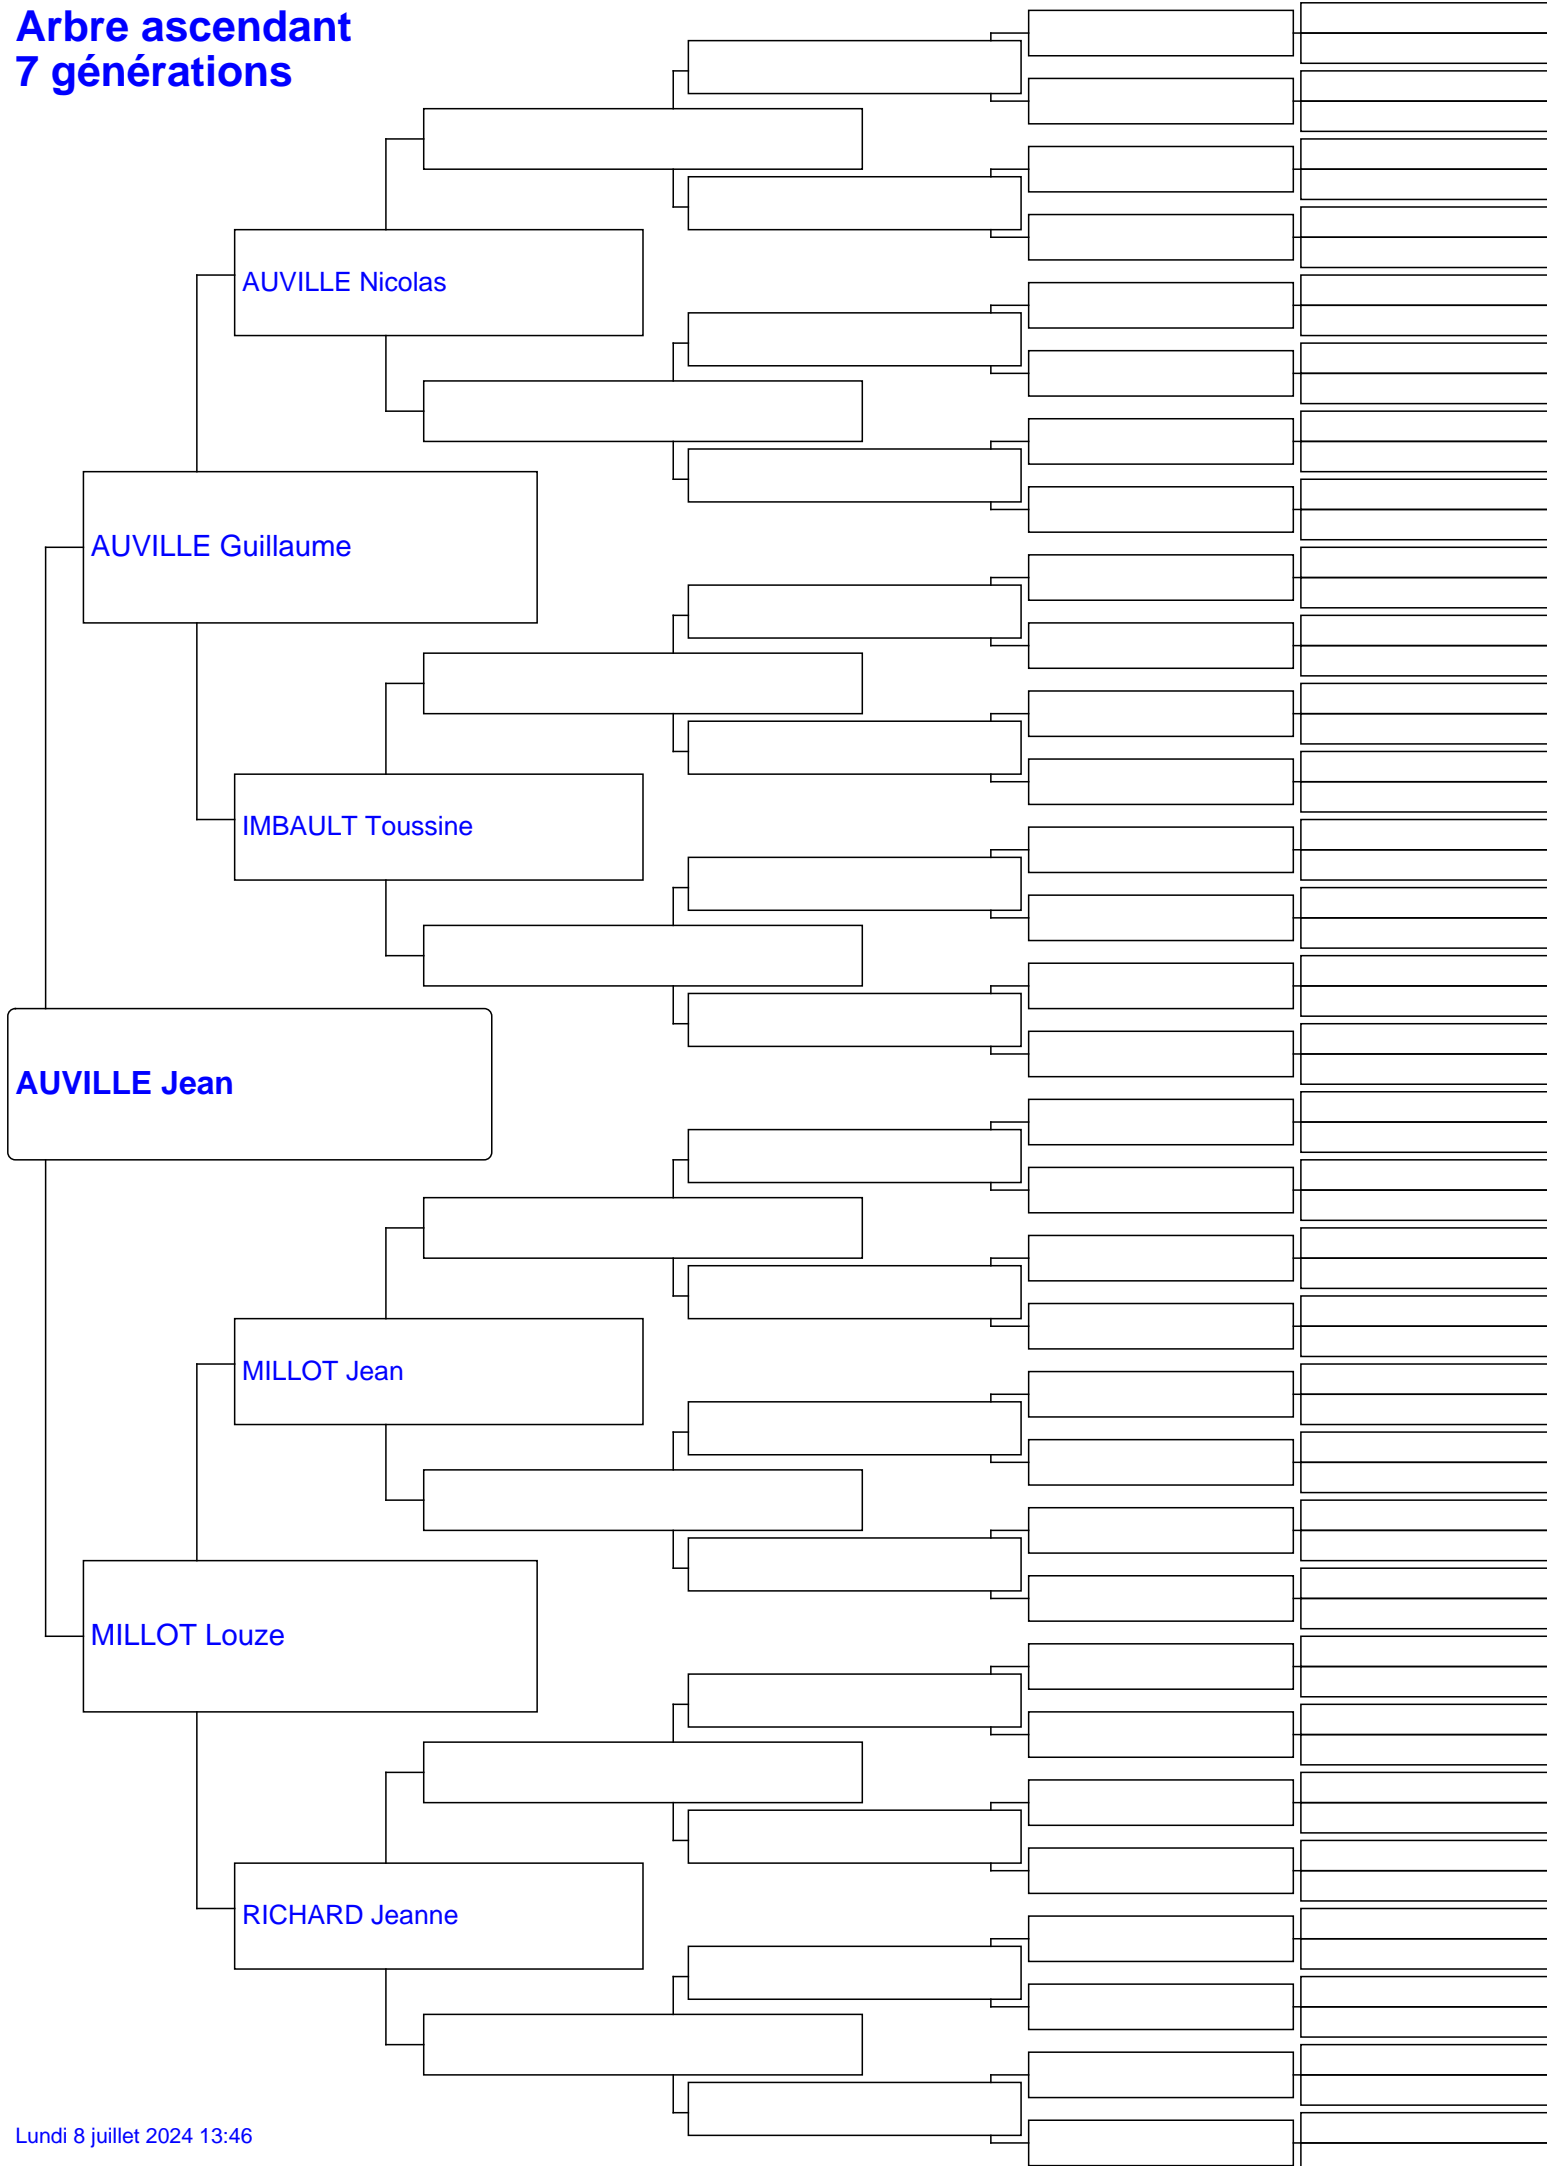 Arbre ascendant
7 générations
AUVILLE Nicolas
AUVILLE Guillaume
IMBAULT Toussine
AUVILLE Jean
MILLOT Jean
MILLOT Louze
RICHARD Jeanne
Lundi 8 juillet 2024 13:46